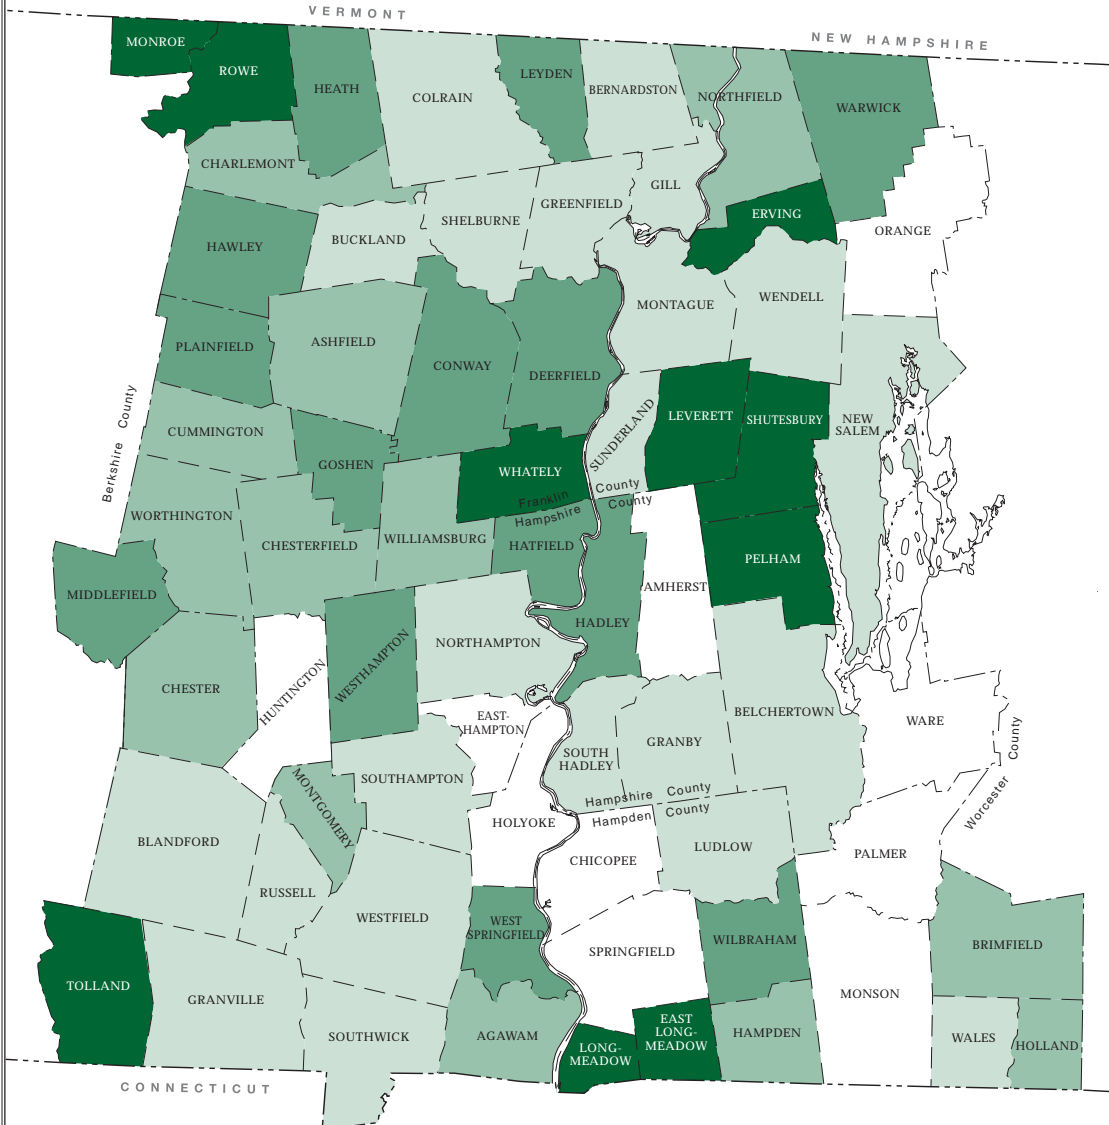 VERMONT
NEW HAMPSHIRE
MONROE
ROWE
HEATH
COLRAIN
LEYDEN
BERNARDSTON
NORTHFIELD
WARWICK
CHARLEMONT
GILL
SHELBURNE
GREENFIELD
ERVING
ORANGE
HAWLEY
BUCKLAND
MONTAGUE
WENDELL
PLAINFIELD
ASHFIELD
CONWAY
DEERFIELD
Berkshire County
CUMMINGTON
GOSHEN
WHATELY
SUNDERLAND
LEVERETT
SHUTESBURY
NEW
SALEM
Franklin County
Hampshire County
WORTHINGTON
CHESTERFIELD
WILLIAMSBURG
HATFIELD
PELHAM
AMHERST
MIDDLEFIELD
HADLEY
NORTHAMPTON
WESTHAMPTON
HUNTINGTON
CHESTER
EAST-
HAMPTON
BELCHERTOWN
WARE
SOUTH
HADLEY
GRANBY
SOUTHAMPTON
MONTGOMERY
Hampshire County
Hampden County
Worcester County
HOLYOKE
CHICOPEE
LUDLOW
PALMER
BLANDFORD
RUSSELL
WESTFIELD
WEST
SPRINGFIELD
SPRINGFIELD
WILBRAHAM
BRIMFIELD
TOLLAND
GRANVILLE
MONSON
SOUTHWICK
AGAWAM
LONG-
MEADOW
EAST
LONG-
MEADOW
HAMPDEN
WALES
HOLLAND
CONNECTICUT